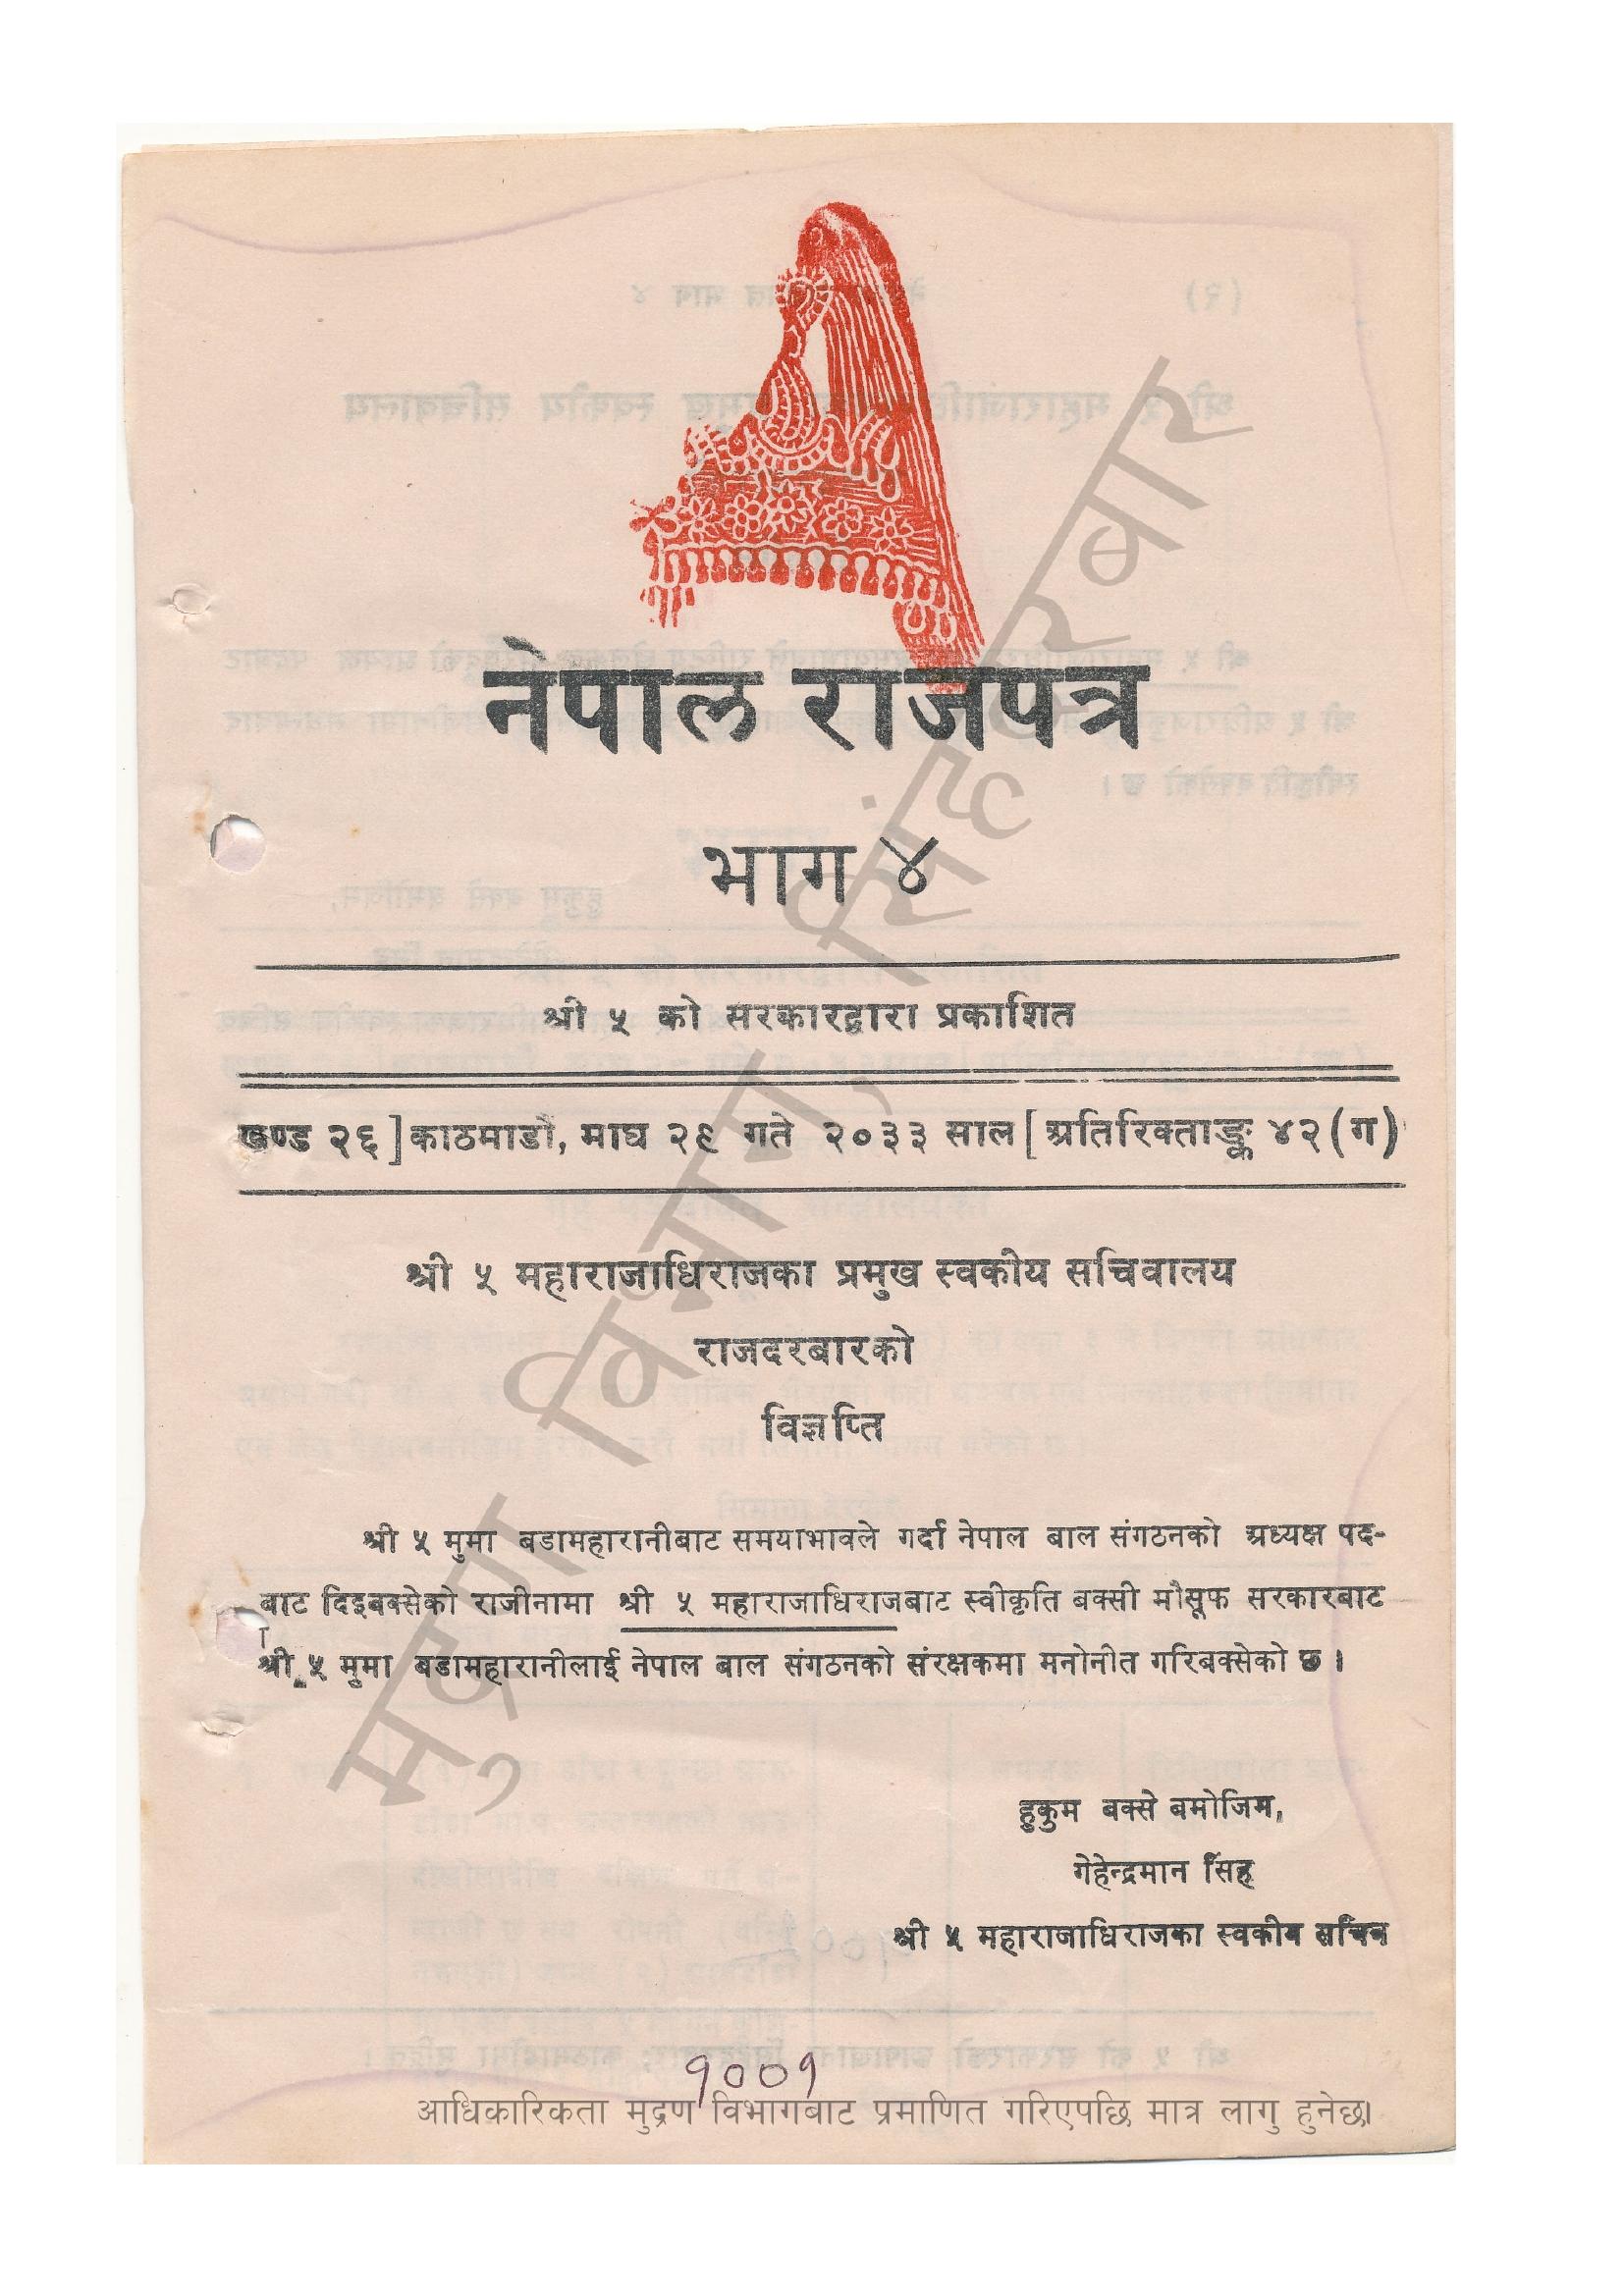 नेपाल राजपत्र
भाग ४
श्री ५ को सरकारद्वारा प्रकाशित
खण्ड २६] काठमाडौं, माघ २९ गते २०३३ साल [अतिरिक्ताङ्क ४२ (ग)
श्री ५ महाराजाधिराजका प्रमुख स्वकीय सचिवालय
राजदरबारको
विज्ञप्ति
श्री ५ मुमा बडामहारानीबाट समयाभावले गर्दा नेपाल बाल संगठनको अध्यक्ष पद-
बाट दिइबक्सेको राजीनामा श्री ५ महाराजाधिराजबाट स्वीकृति बक्सी मौसूफ सरकारबाट
श्री ५ मुमा बडामहारानीलाई नेपाल बाल संगठनको संरक्षकमा मनोनीत गरिबक्सेको छ ।
हुकुम बक्से बमोजिम,
गेहेन्द्रमान सिंह
श्री ५ महाराजाधिराजका स्वकीय सचिव
१००१
आधिकारिकता मुद्रण विभागबाट प्रमाणित गरिएपछि मात्र लागु हुनेछ।
मुद्रण विभाग, सिंहदरबार